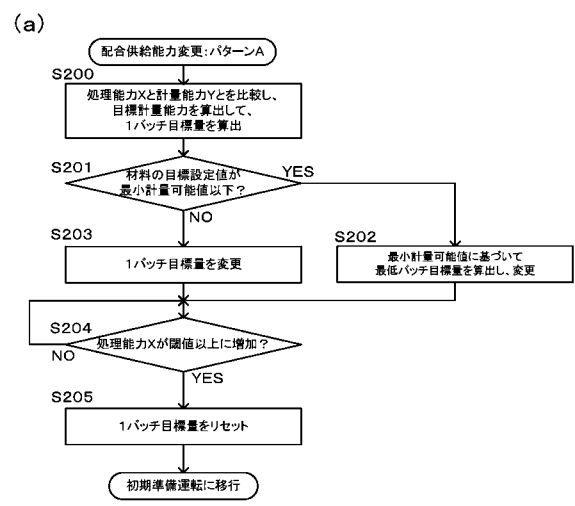 (a)
配合供給能力変更:パターンA
S200
処理能力Xと計量能力Yとを比較し、
目標計量能力を算出して、
1バッチ目標量を算出
S201
材料の目標設定値が
最小計量可能値以下?
YES
NO
S203
1バッチ目標量を変更
S202
最小計量可能値に基づいて
最低バッチ目標量を算出し、変更
S204
処理能力Xが閾値以上に増加?
NO
YES
S205
1バッチ目標量をリセット
初期準備運転に移行